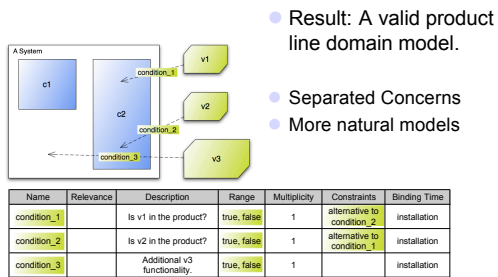 Result: A valid product
line domain model.
Separated Concerns
More natural models
A System
c1
c2
v1
v2
v3
condition_1
condition_2
condition_3
Name Relevance Description Range Multiplicity Constraints Binding Time
condition_1 Is v1 in the product? true, false 1 alternative to condition_2 installation
condition_2 Is v2 in the product? true, false 1 alternative to condition_1 installation
condition_3 Additional v3 functionality. true, false 1 installation